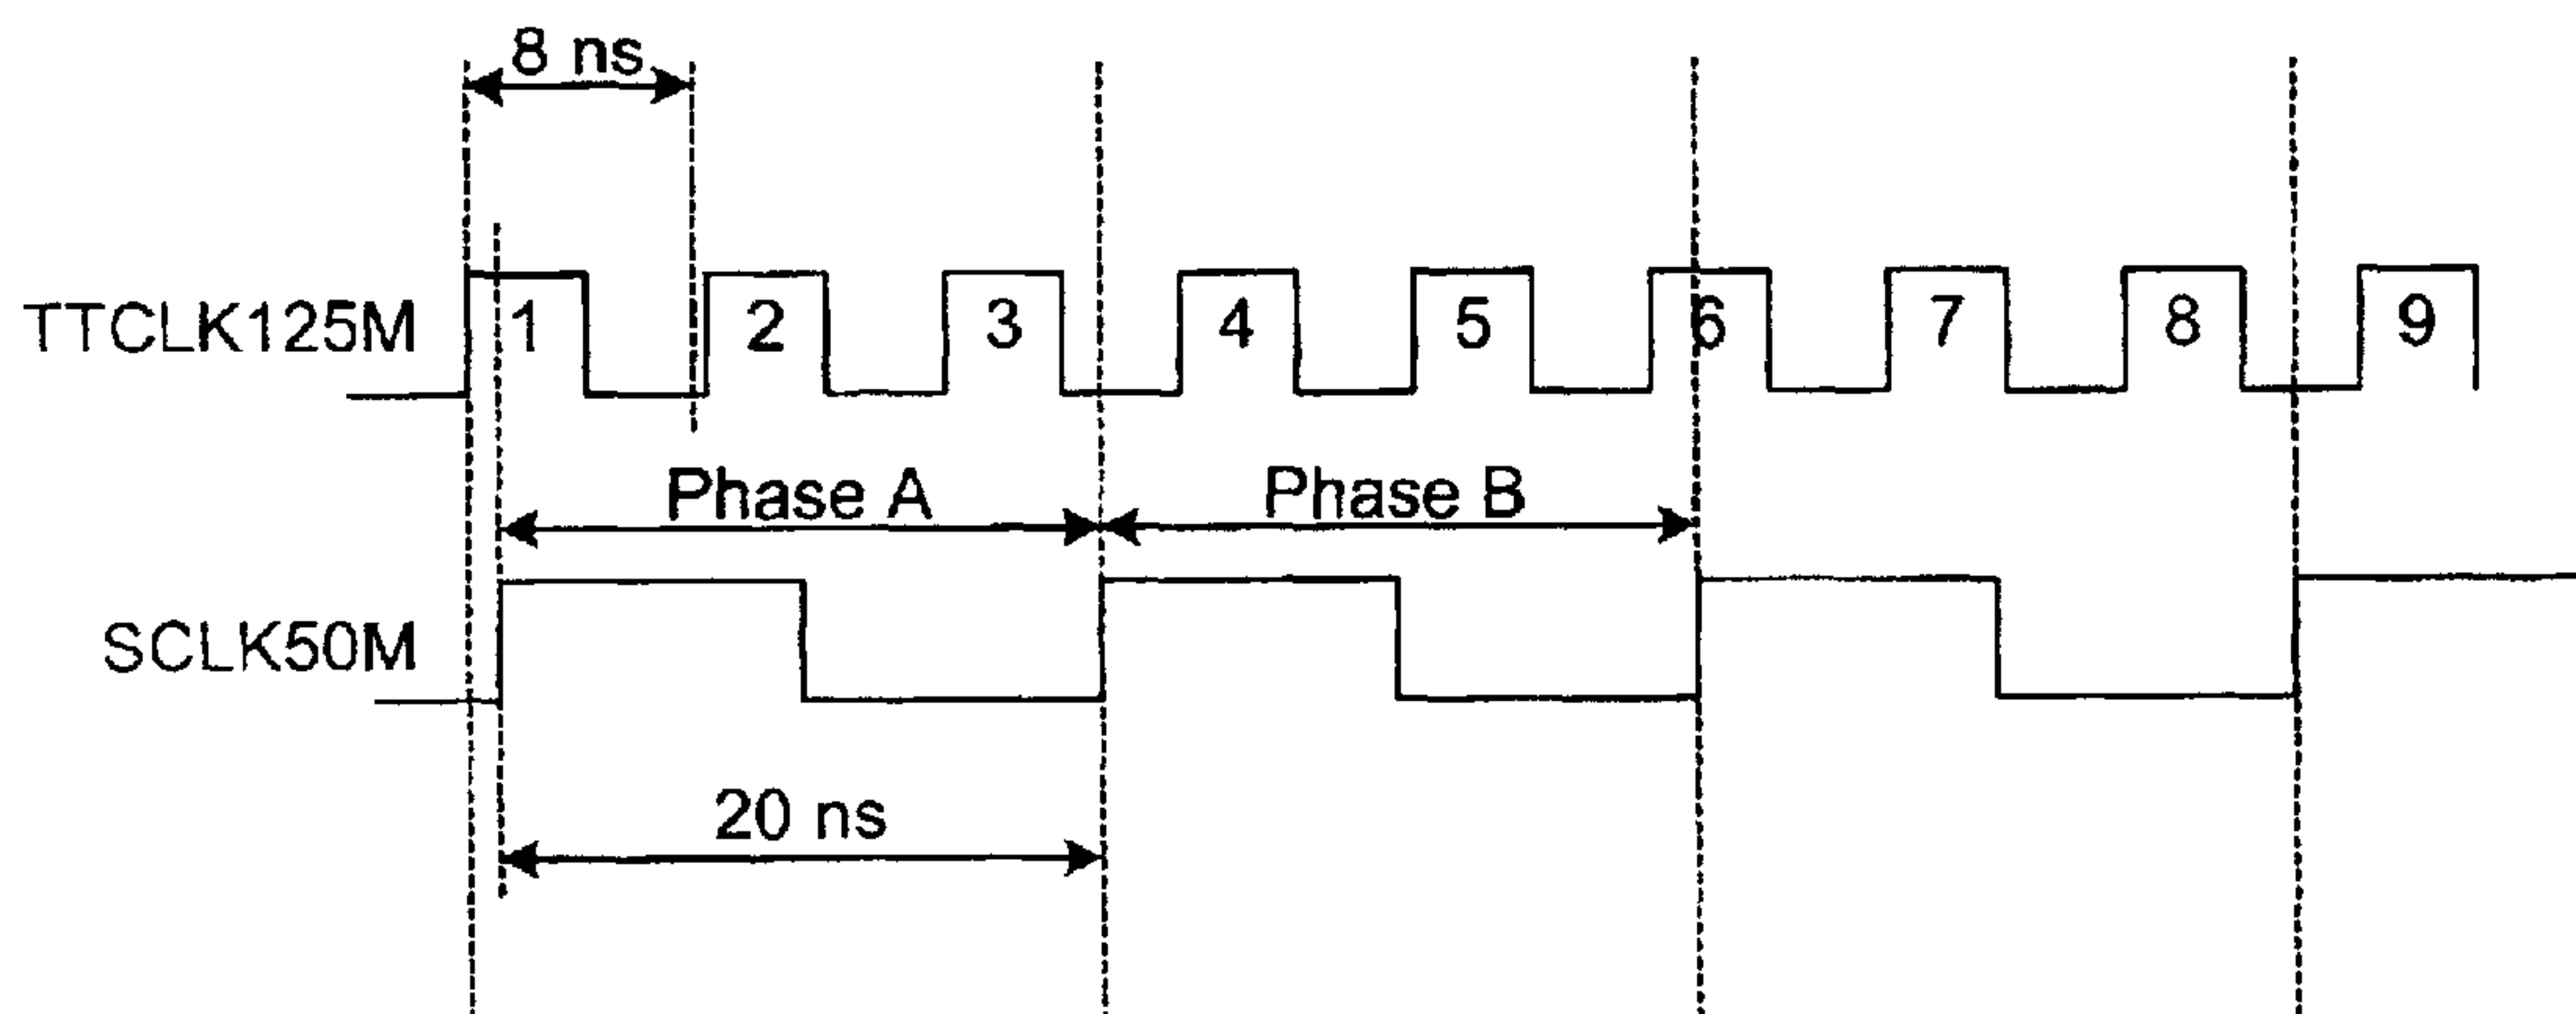 8 ns
TTCLK125M 1 2 3 4 5 6 7 8 9
Phase A Phase B
SCLK50M
20 ns